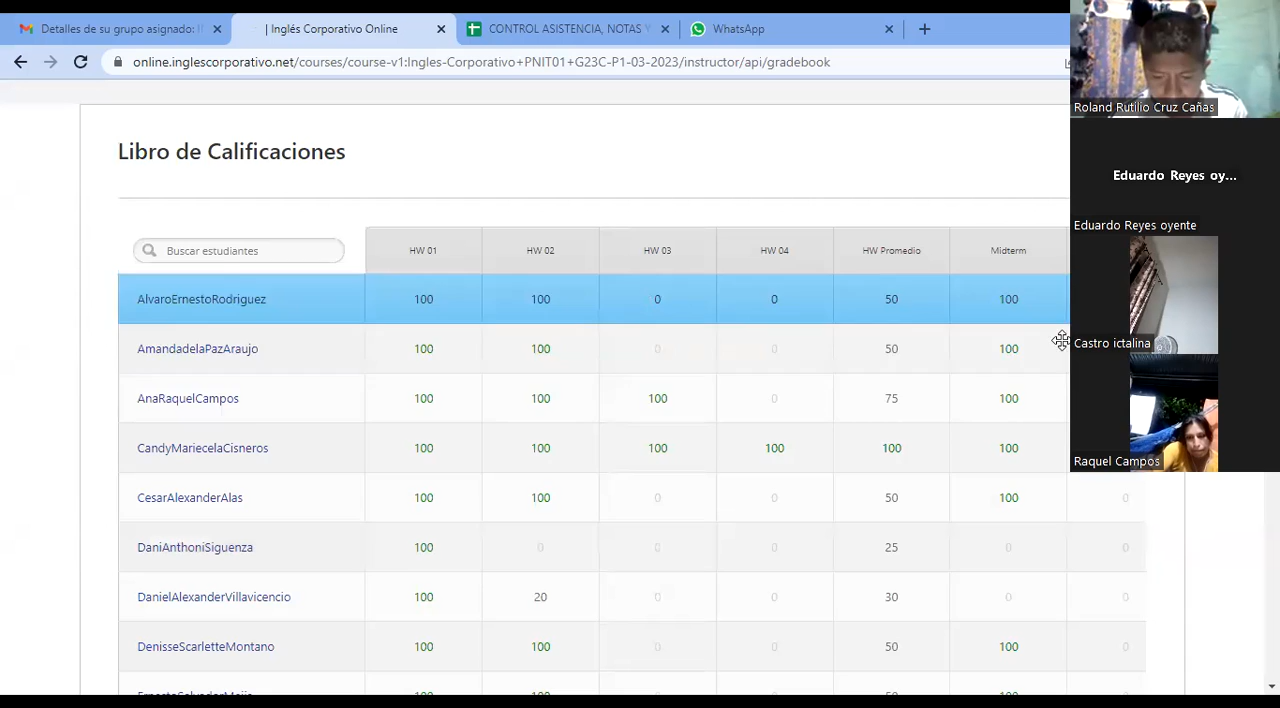 Detalles de su grupo asignado: I
| Inglés Corporativo Online
CONTROL ASISTENCIA, NOTAS Y
WhatsApp
online.inglescorporativo.net/courses/course-v1:Ingles-Corporativo+PNIT01+G23C-P1-03-2023/instructor/api/gradebook
Roland Rutilio Cruz Cañas
Libro de Calificaciones
Eduardo Reyes oy...
Eduardo Reyes oyente
Buscar estudiantes HW 01 HW 02 HW 03 HW 04 HW Promedio Midterm
AlvaroErnestoRodriguez 100 100 0 0 50 100
Castro ictalina
AmandadelaPazAraujo 100 100 0 0 50 100
AnaRaquelCampos 100 100 100 0 75 100
CandyMariecelaCisneros 100 100 100 100 100 100
Raquel Campos
CesarAlexanderAlas 100 100 0 0 50 100 0
DaniAnthoniSiguenza 100 0 0 0 25 0 0
DanielAlexanderVillavicencio 100 20 0 0 30 0 0
DenisseScarletteMontano 100 100 0 0 50 100 0